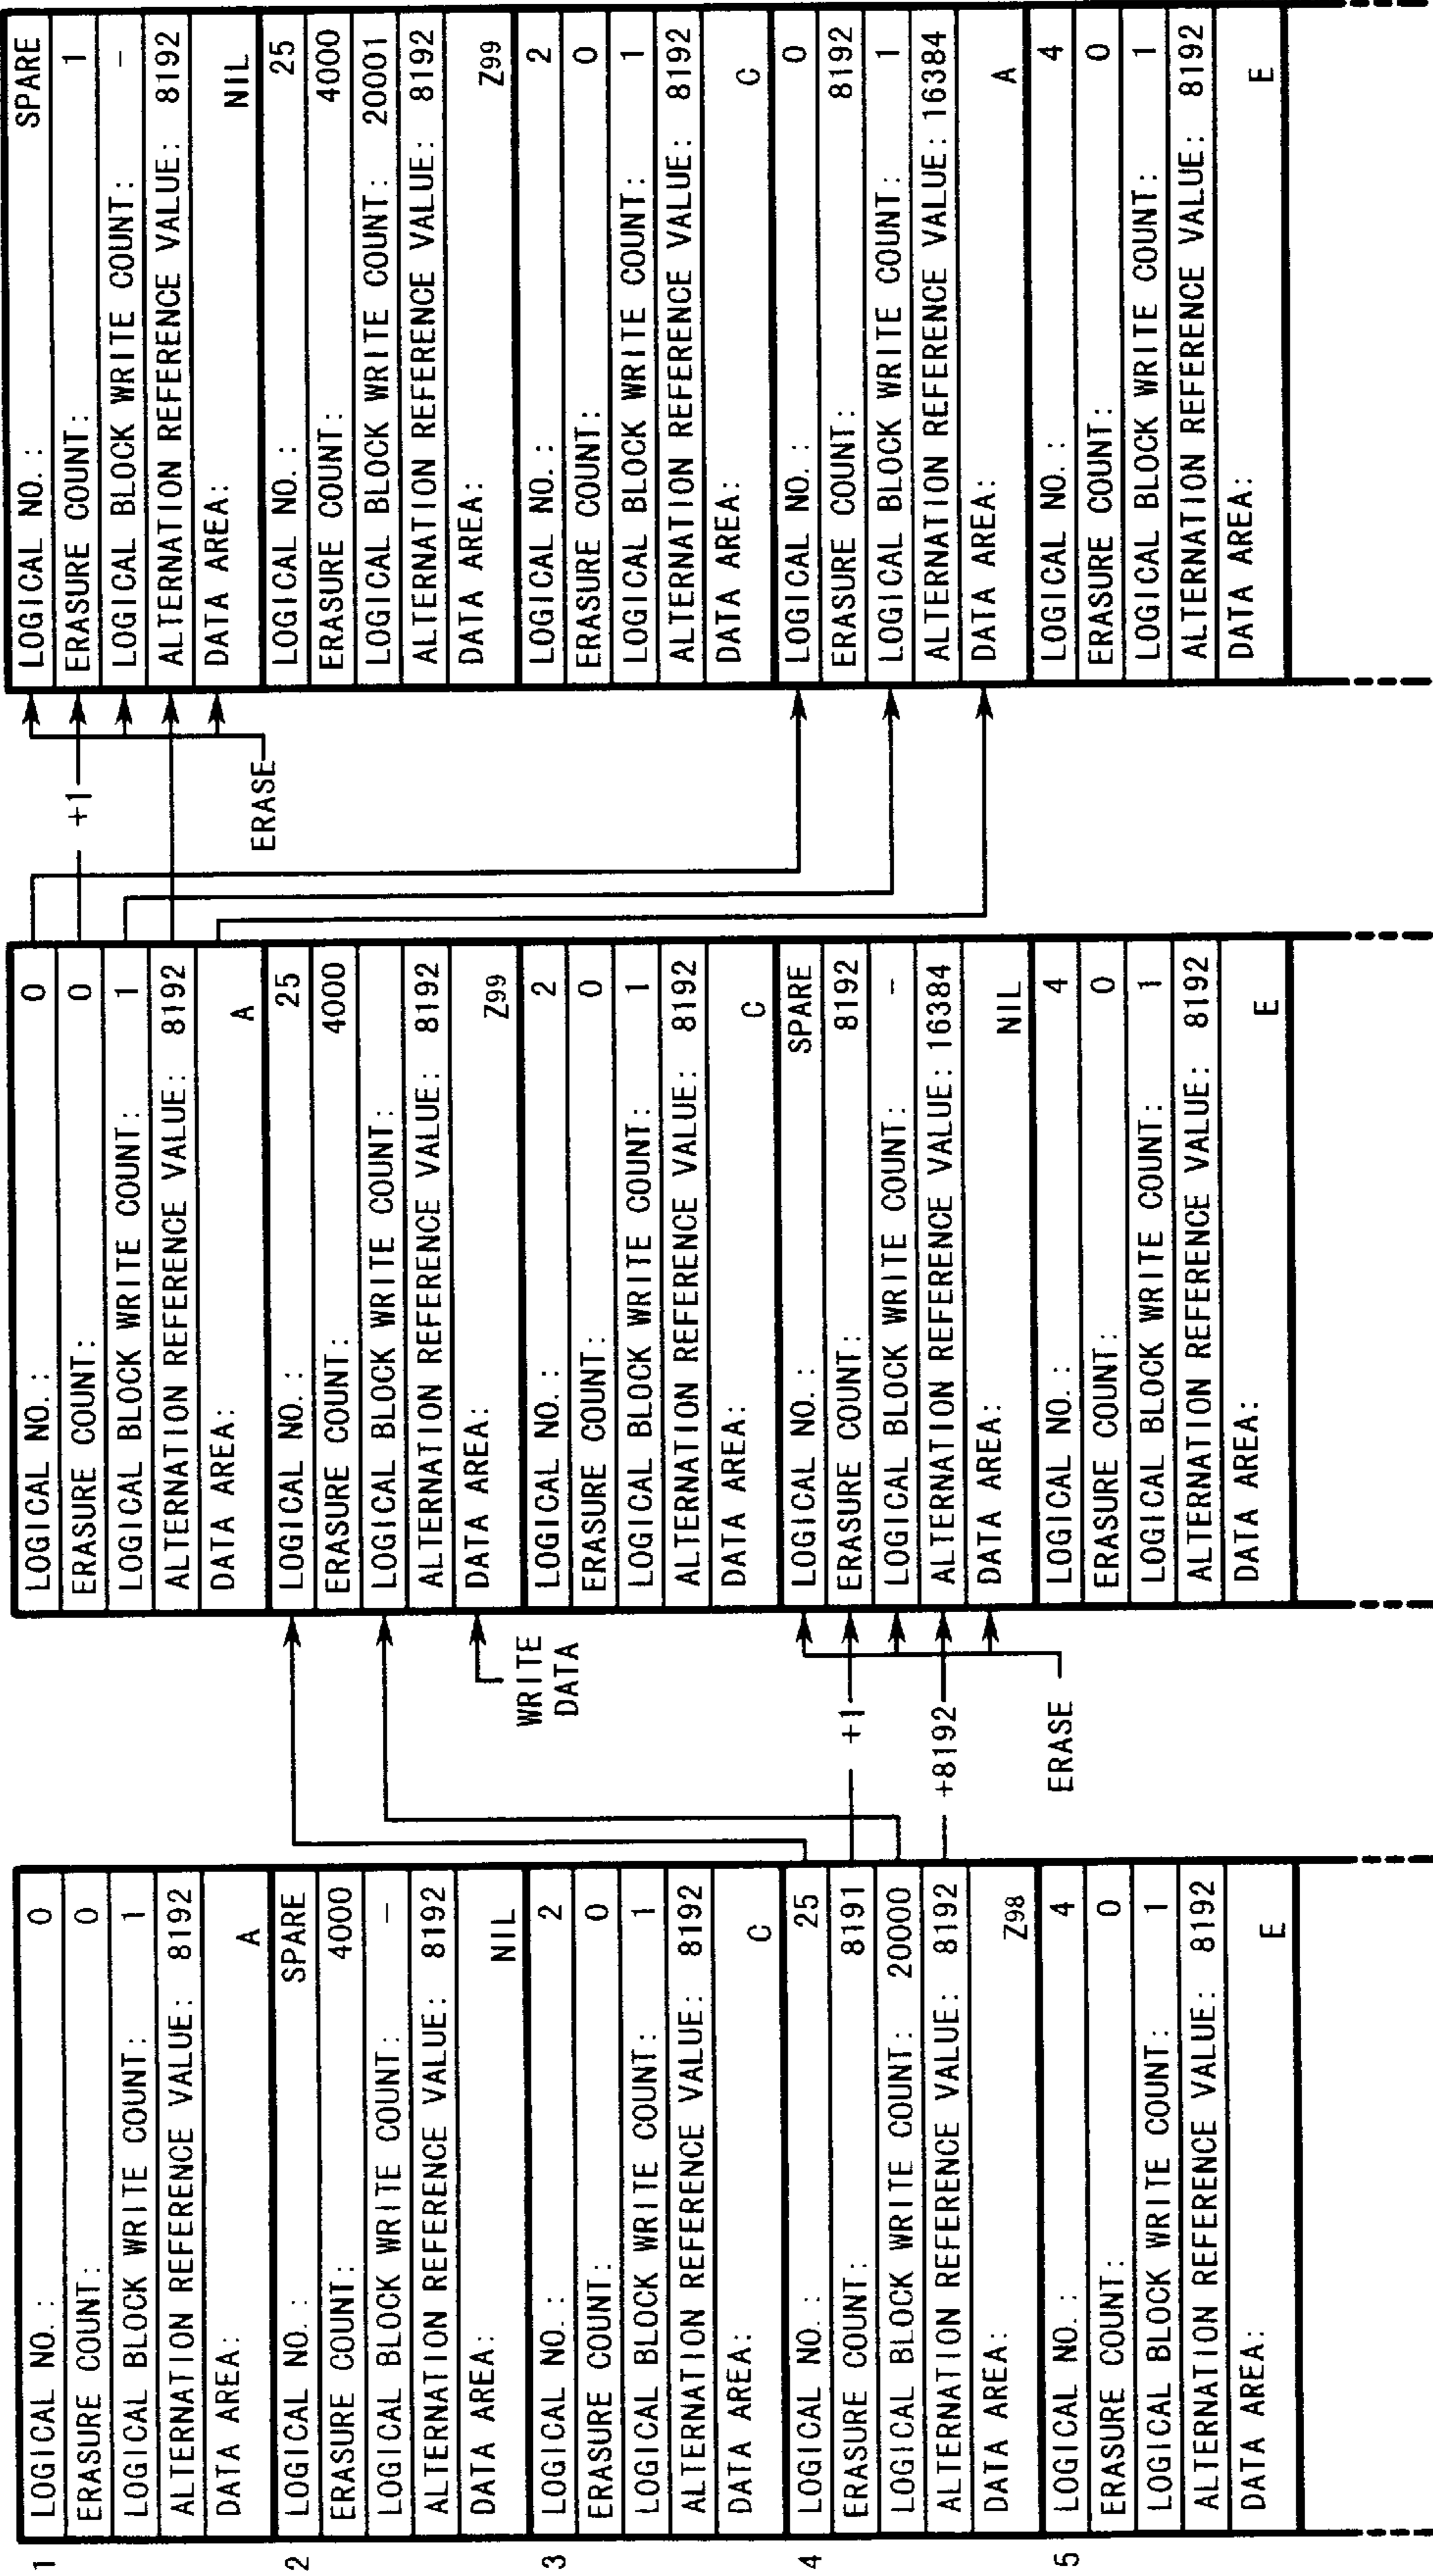 1
LOGICAL NO.: 0
ERASURE COUNT: 0
LOGICAL BLOCK WRITE COUNT: 1
ALTERNATION REFERENCE VALUE: 8192
DATA AREA: A
2
LOGICAL NO.: SPARE
ERASURE COUNT: 4000
LOGICAL BLOCK WRITE COUNT: –
ALTERNATION REFERENCE VALUE: 8192
DATA AREA: NIL
3
LOGICAL NO.: 2
ERASURE COUNT: 0
LOGICAL BLOCK WRITE COUNT: 1
ALTERNATION REFERENCE VALUE: 8192
DATA AREA: C
4
LOGICAL NO.: 25
ERASURE COUNT: 8191
LOGICAL BLOCK WRITE COUNT: 20000
ALTERNATION REFERENCE VALUE: 8192
DATA AREA: Z98
5
LOGICAL NO.: 4
ERASURE COUNT: 0
LOGICAL BLOCK WRITE COUNT: 1
ALTERNATION REFERENCE VALUE: 8192
DATA AREA: E
WRITE
DATA
+1
+8192
ERASE
LOGICAL NO.: 0
ERASURE COUNT: 0
LOGICAL BLOCK WRITE COUNT: 1
ALTERNATION REFERENCE VALUE: 8192
DATA AREA: A
LOGICAL NO.: 25
ERASURE COUNT: 4000
LOGICAL BLOCK WRITE COUNT:
ALTERNATION REFERENCE VALUE: 8192
DATA AREA: Z99
LOGICAL NO.: 2
ERASURE COUNT: 0
LOGICAL BLOCK WRITE COUNT: 1
ALTERNATION REFERENCE VALUE: 8192
DATA AREA: C
LOGICAL NO.: SPARE
ERASURE COUNT: 8192
LOGICAL BLOCK WRITE COUNT: –
ALTERNATION REFERENCE VALUE: 16384
DATA AREA: NIL
LOGICAL NO.: 4
ERASURE COUNT: 0
LOGICAL BLOCK WRITE COUNT: 1
ALTERNATION REFERENCE VALUE: 8192
DATA AREA: E
+1
ERASE
LOGICAL NO.: SPARE
ERASURE COUNT: 1
LOGICAL BLOCK WRITE COUNT: –
ALTERNATION REFERENCE VALUE: 8192
DATA AREA: NIL
LOGICAL NO.: 25
ERASURE COUNT: 4000
LOGICAL BLOCK WRITE COUNT: 20001
ALTERNATION REFERENCE VALUE: 8192
DATA AREA: Z99
LOGICAL NO.: 2
ERASURE COUNT: 0
LOGICAL BLOCK WRITE COUNT: 1
ALTERNATION REFERENCE VALUE: 8192
DATA AREA: C
LOGICAL NO.: 0
ERASURE COUNT: 8192
LOGICAL BLOCK WRITE COUNT: 1
ALTERNATION REFERENCE VALUE: 16384
DATA AREA: A
LOGICAL NO.: 4
ERASURE COUNT: 0
LOGICAL BLOCK WRITE COUNT: 1
ALTERNATION REFERENCE VALUE: 8192
DATA AREA: E